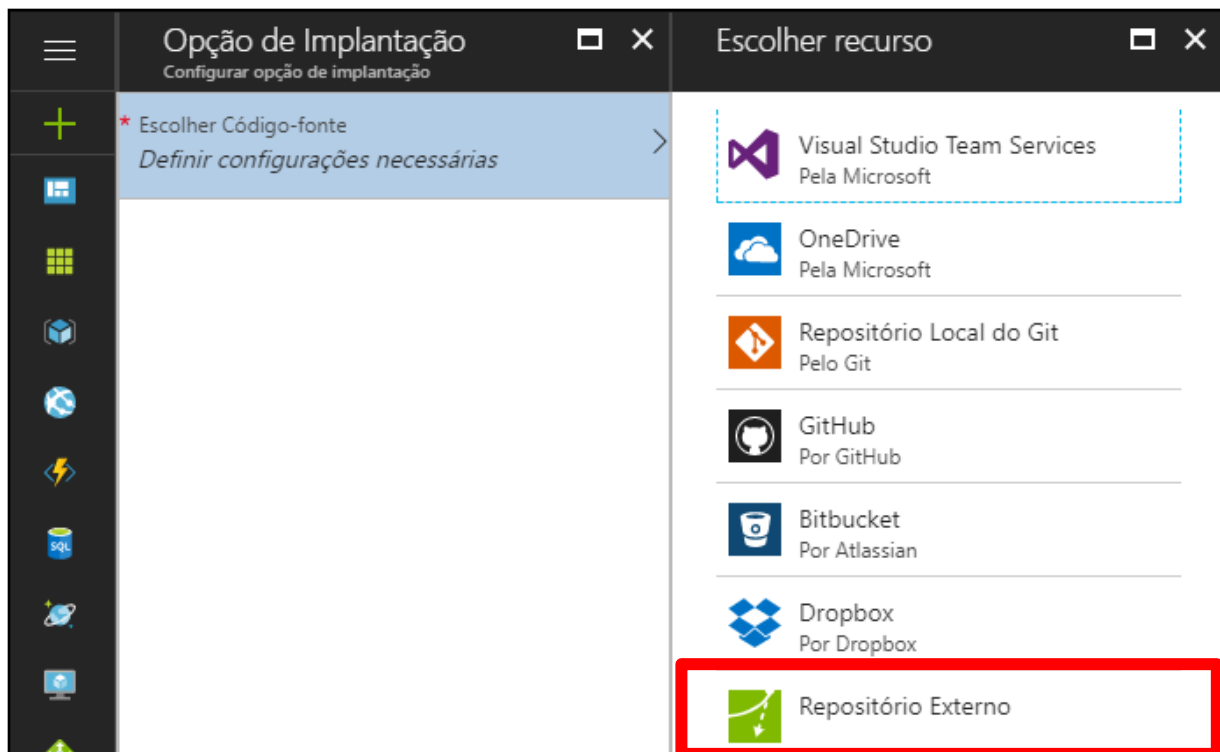 Opção de Implantação
Configurar opção de implantação
* Escolher Código-fonte
Definir configurações necessárias
SQL
Escolher recurso
Visual Studio Team Services
Pela Microsoft
OneDrive
Pela Microsoft
Repositório Local do Git
Pelo Git
GitHub
Por GitHub
Bitbucket
Por Atlassian
Dropbox
Por Dropbox
Repositório Externo